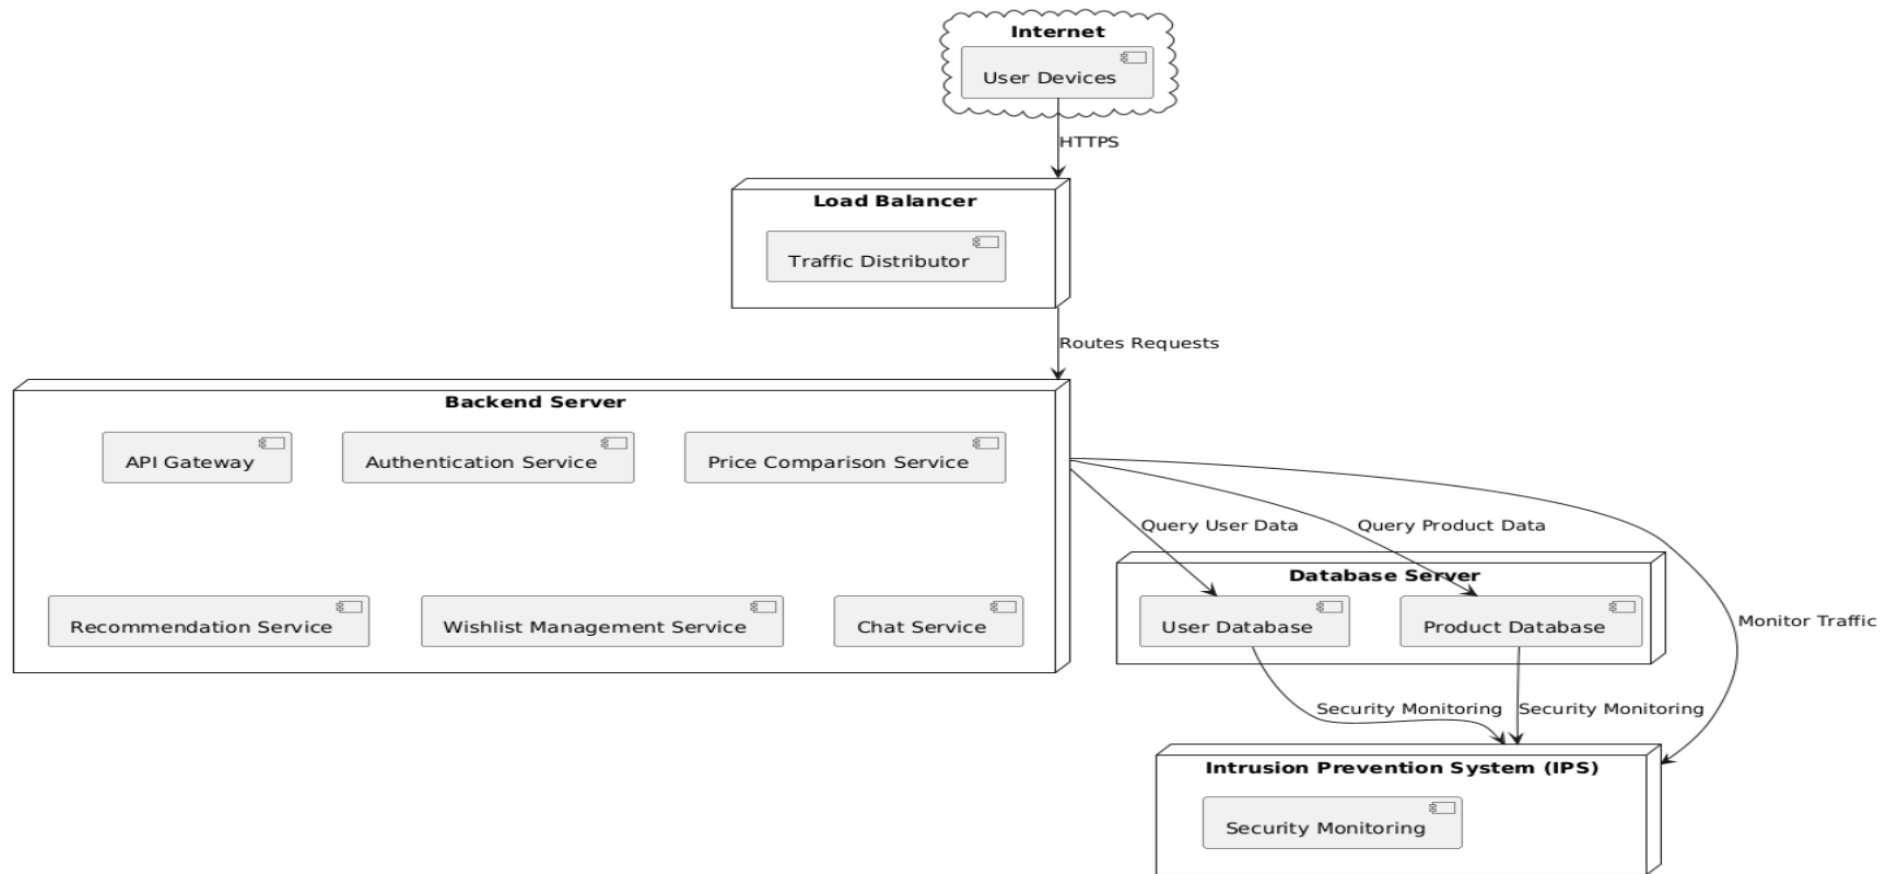 Internet
User Devices
HTTPS
Load Balancer
Traffic Distributor
Routes Requests
Backend Server
API Gateway
Authentication Service
Price Comparison Service
Query User Data
Query Product Data
Database Server
Recommendation Service
Wishlist Management Service
Chat Service
User Database
Product Database
Monitor Traffic
Security Monitoring
Security Monitoring
Intrusion Prevention System (IPS)
Security Monitoring